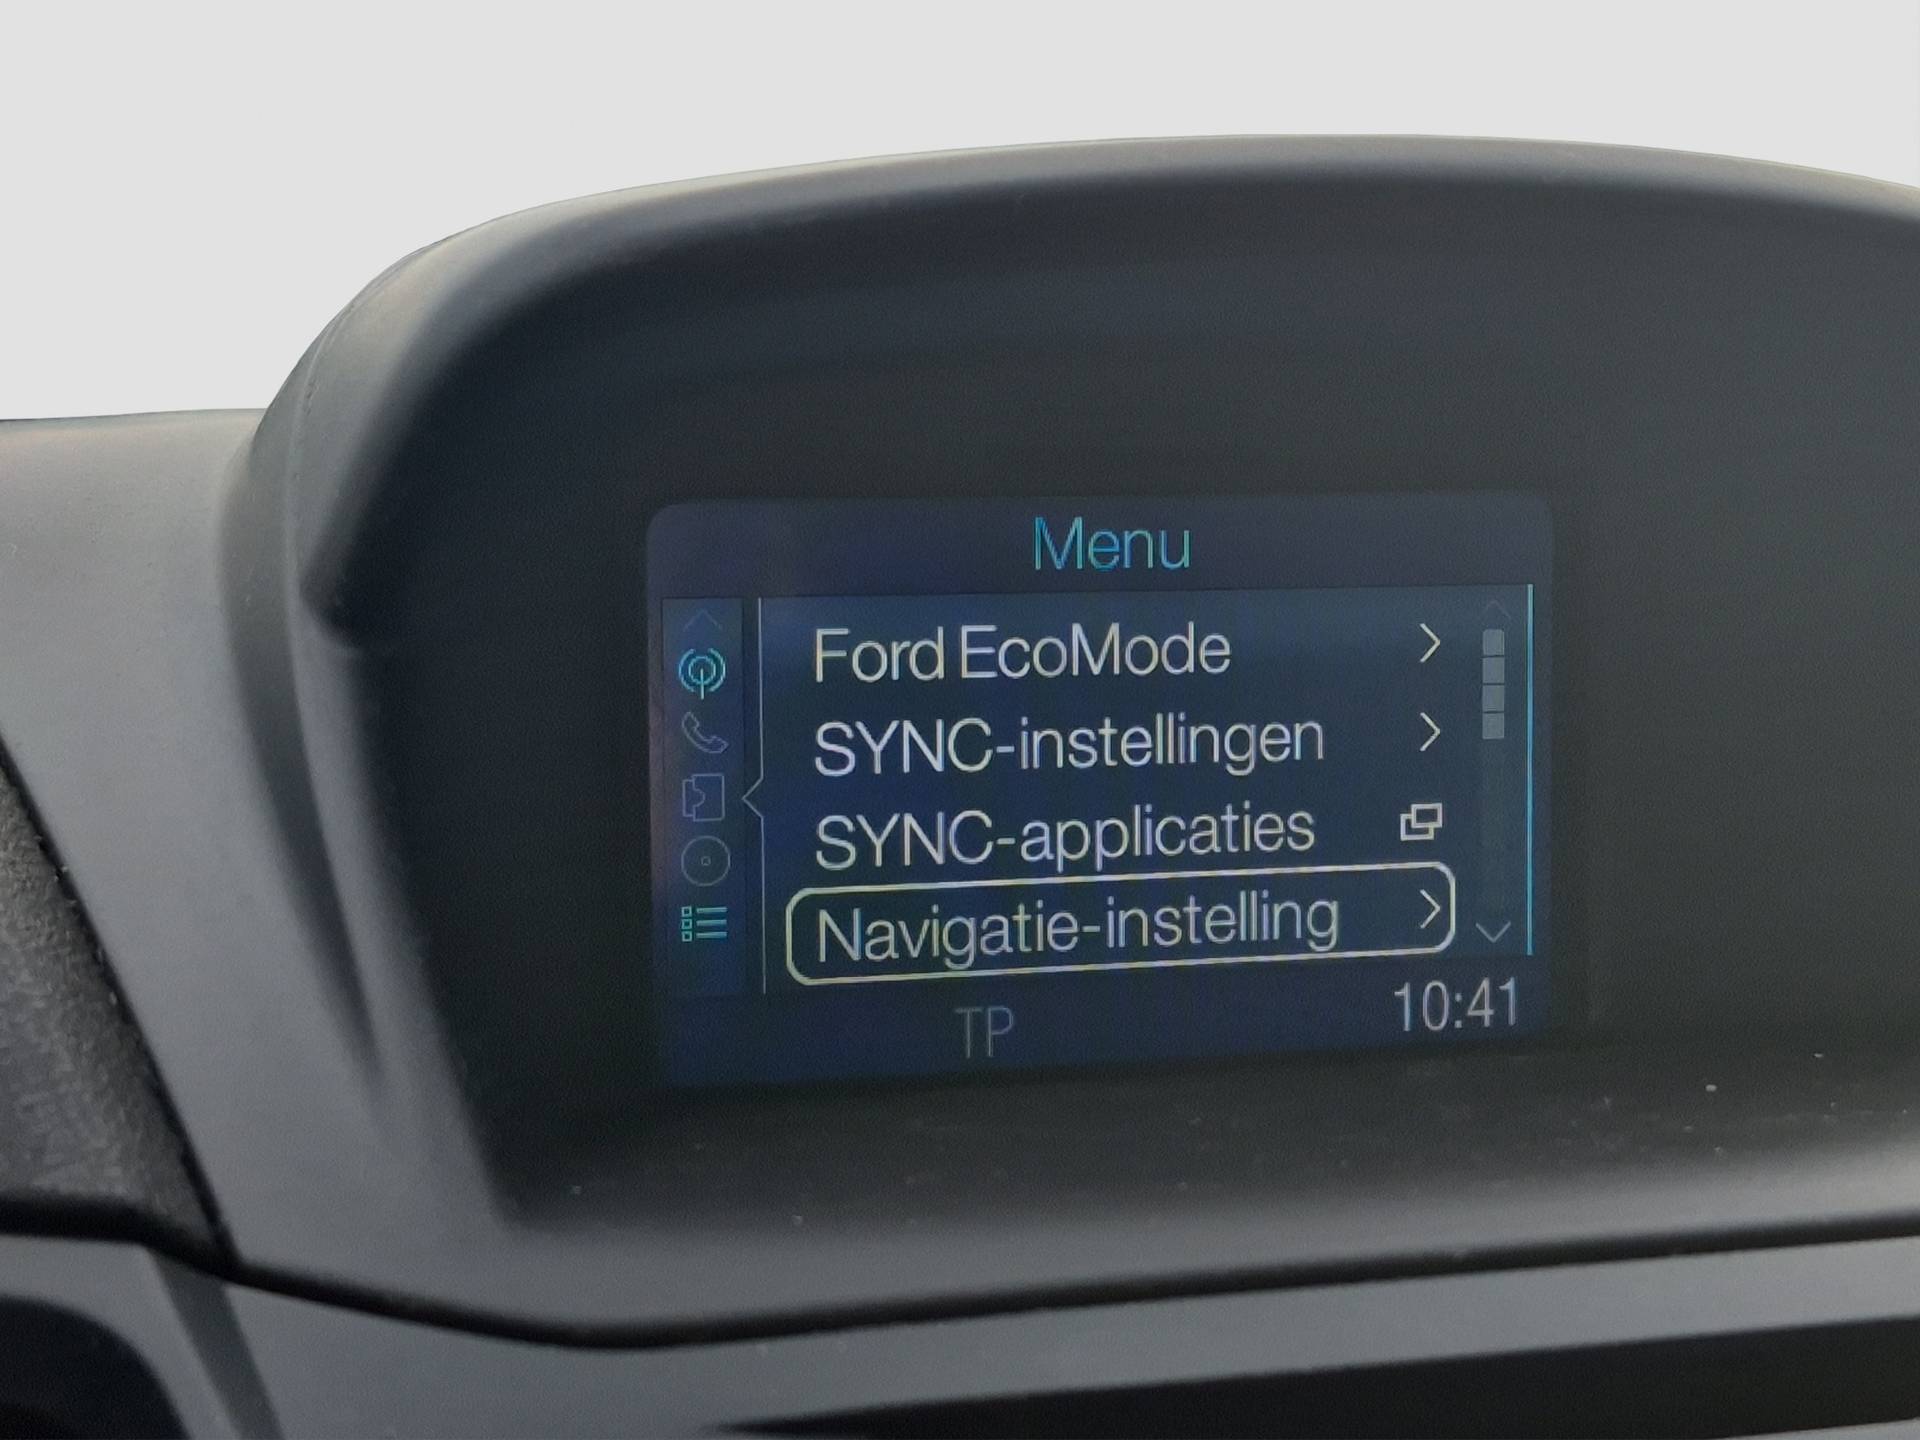 Menu
Ford EcoMode
SYNC-instellingen
SYNC-applicaties
Navigatie-instelling
TP
10:41